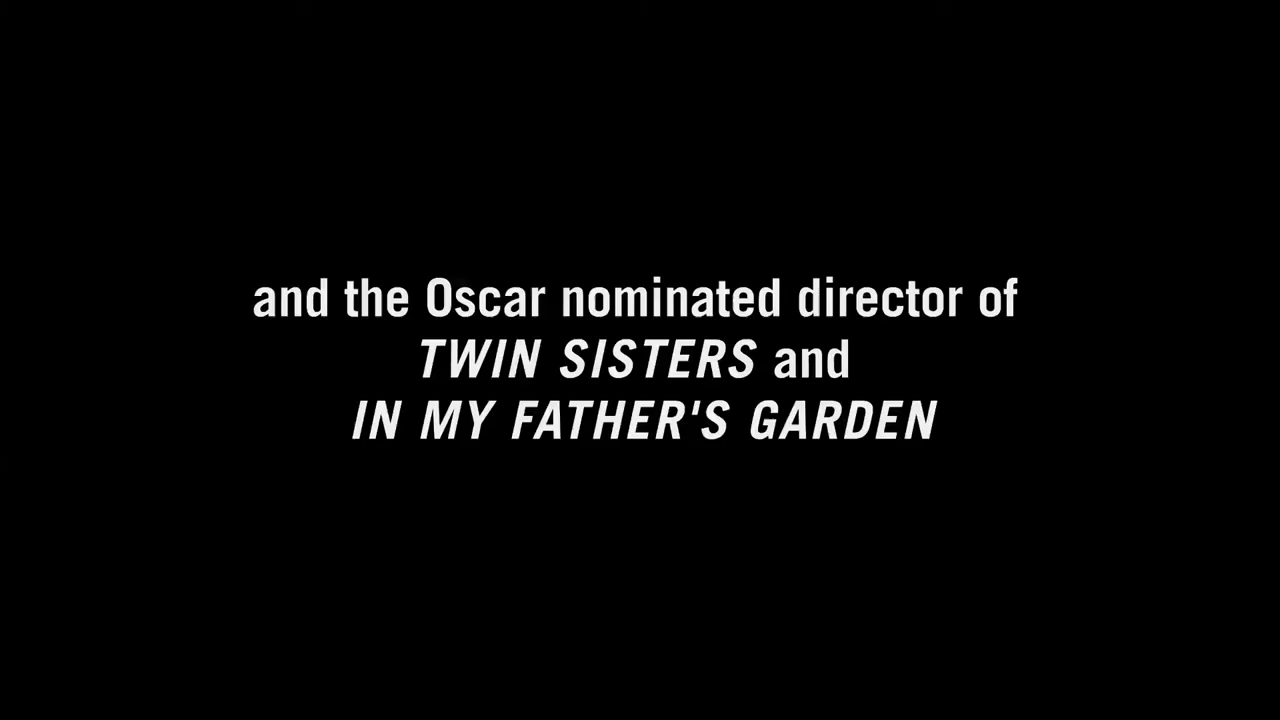 and the Oscar nominated director of
TWIN SISTERS and
IN MY FATHER'S GARDEN